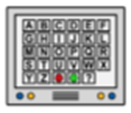 A B C D E F
G H I J K L
M N O P Q R
S T U V W X
Y Z ?